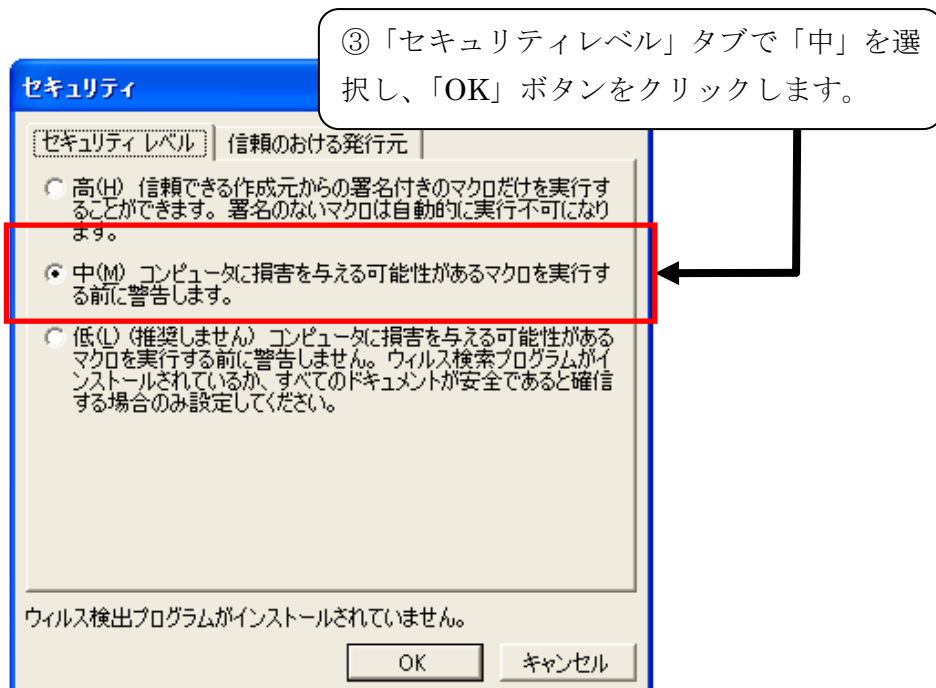 ③「セキュリティレベル」タブで「中」を選
択し、「OK」ボタンをクリックします。
セキュリティ
セキュリティ レベル 信頼のおける発行元
高(H) 信頼できる作成元からの署名付きのマクロだけを実行す
ることができます。署名のないマクロは自動的に実行不可になり
ます。
中(M) コンピュータに損害を与える可能性があるマクロを実行す
る前に警告します。
低(L) (推奨しません) コンピュータに損害を与える可能性がある
マクロを実行する前に警告しません。ウィルス検索プログラムがイ
ンストールされているか、すべてのドキュメントが安全であると確信
する場合のみ設定してください。
ウィルス検出プログラムがインストールされていません。
OK キャンセル